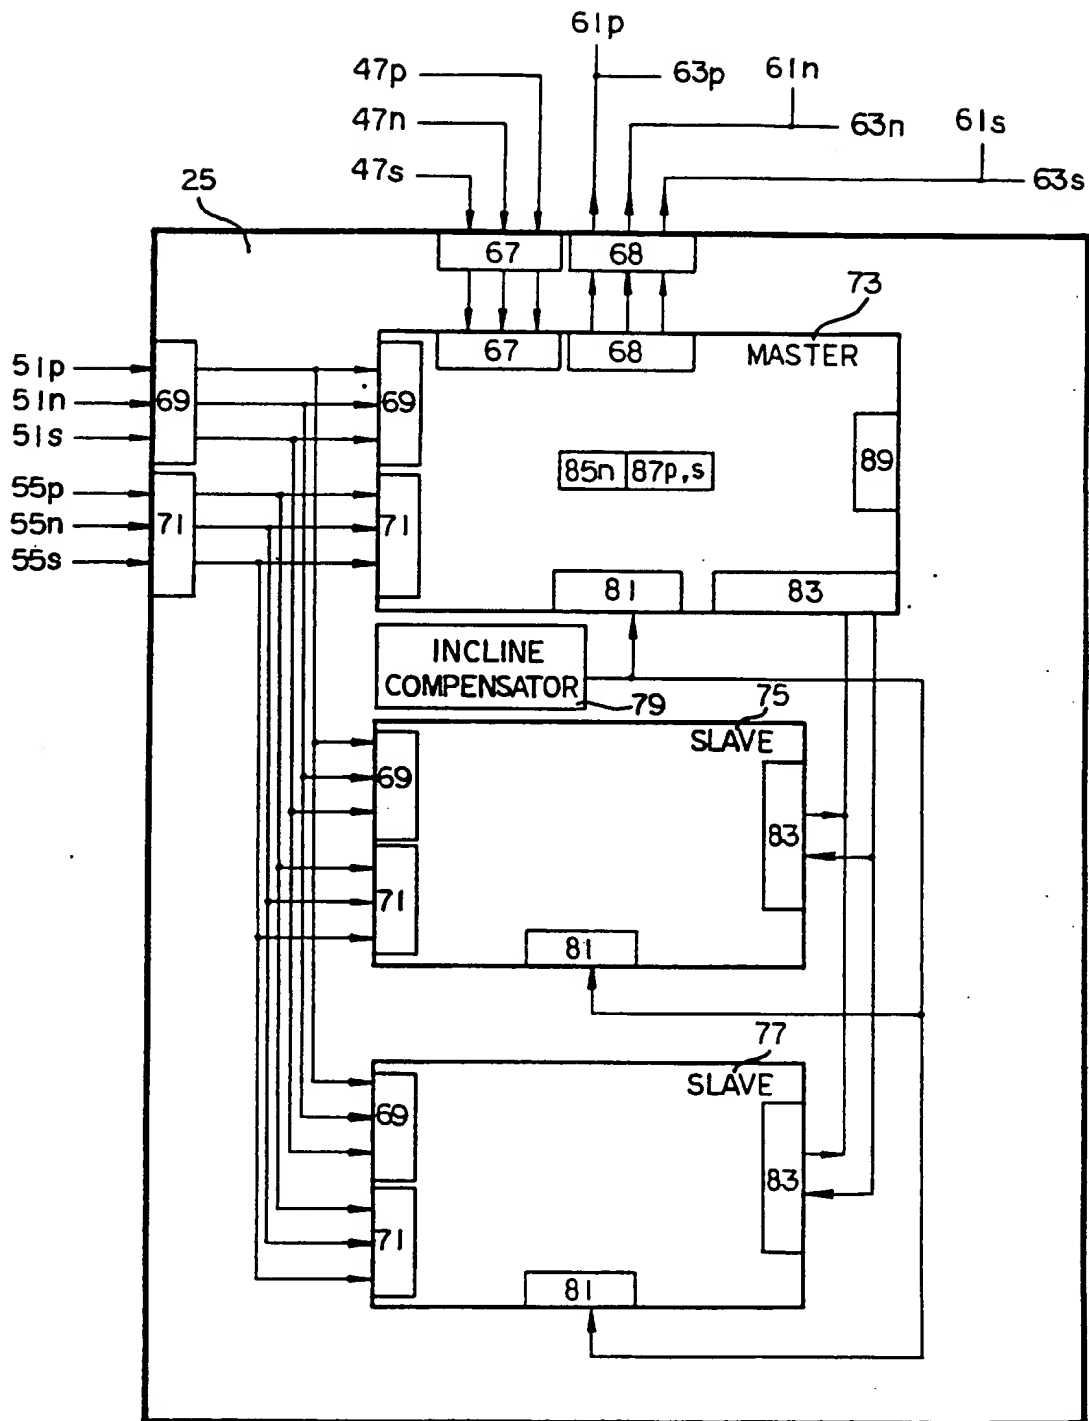 61p
47p
63p
61n
47n
63n
61s
47s
63s
25
67
68
73
67
68
MASTER
51p
69
69
51n
51s
89
85n
87p,s
55p
71
71
55n
55s
81
83
INCLINE
COMPENSATOR
79
75
SLAVE
69
83
71
81
77
SLAVE
69
83
71
81